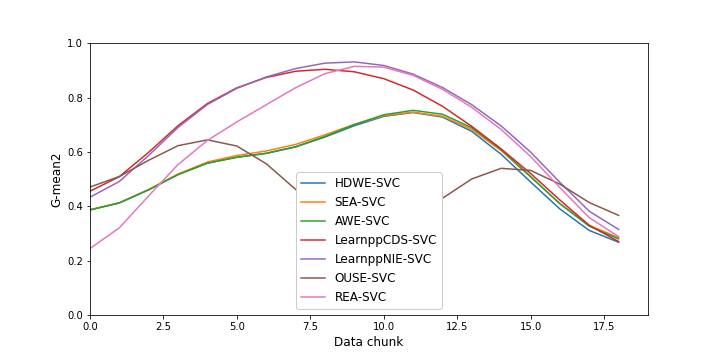 1.0
0.8
0.6
0.4
0.2
0.0
G-mean2
HDWE-SVC
SEA-SVC
AWE-SVC
LearnppCDS-SVC
LearnppNIE-SVC
OUSE-SVC
REA-SVC
0.0 2.5 5.0 7.5 10.0 12.5 15.0 17.5
Data chunk